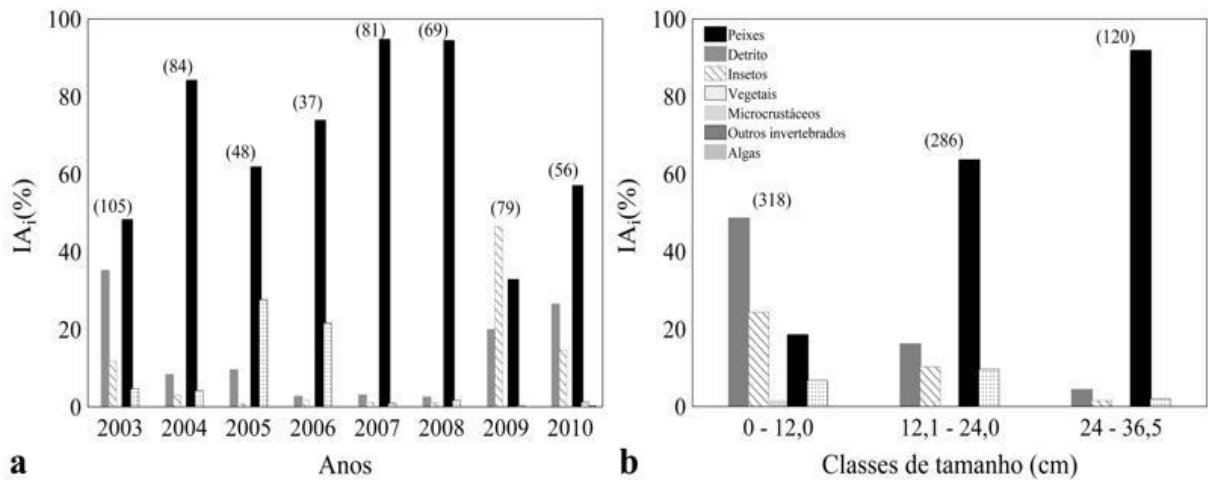 100
80
60
40
20
0
IAi(%)
(105)
(84)
(48)
(37)
(81)
(69)
(79)
(56)
2003 2004 2005 2006 2007 2008 2009 2010
a Anos
100
80
60
40
20
0
IAi(%)
Peixes
Detrito
Insetos
Vegetais
Microcrustáceos
Outros invertebrados
Algas
(318)
(286)
(120)
0 - 12,0 12,1 - 24,0 24 - 36,5
b Classes de tamanho (cm)